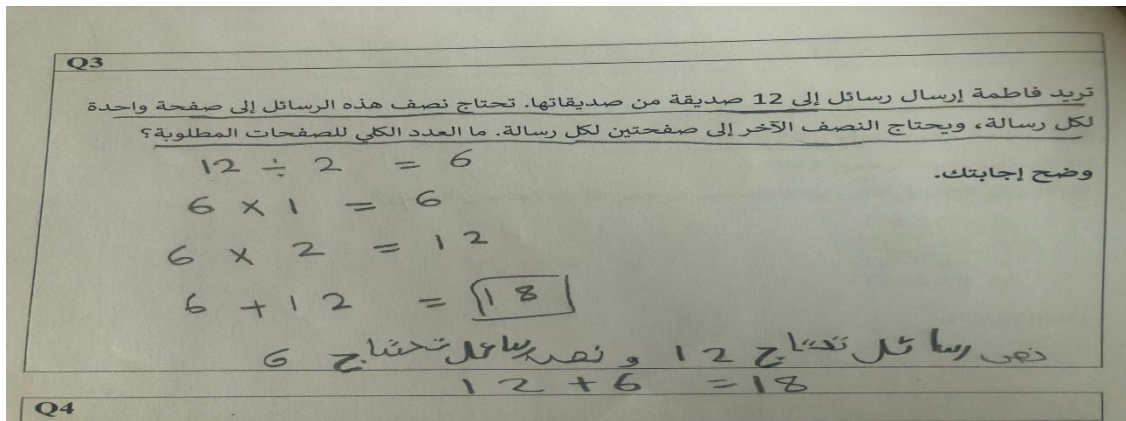 Q3
تريد فاطمة إرسال رسائل إلى 12 صديقة من صديقاتها. تحتاج نصف هذه الرسائل إلى صفحة واحدة
لكل رسالة، ويحتاج النصف الآخر إلى صفحتين لكل رسالة. ما العدد الكلي للصفحات المطلوبة؟
وضح إجابتك.
12 ÷ 2 = 6
6 × 1 = 6
6 × 2 = 12
6 + 12 = 18
نص رسائل تحتاج 12 و نصد رسائل تحتاج 6
12 + 6 = 18
Q4